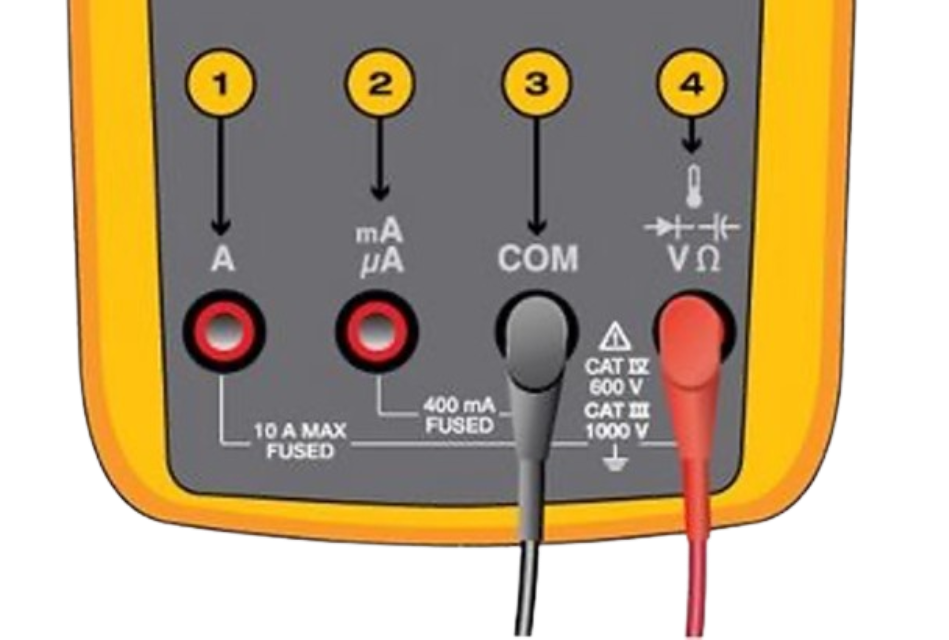 1
2
3
4
mA
A
µA
COM
V Ω
CAT IV
600 V
CAT III
1000 V
400 mA
FUSED
10 A MAX
FUSED